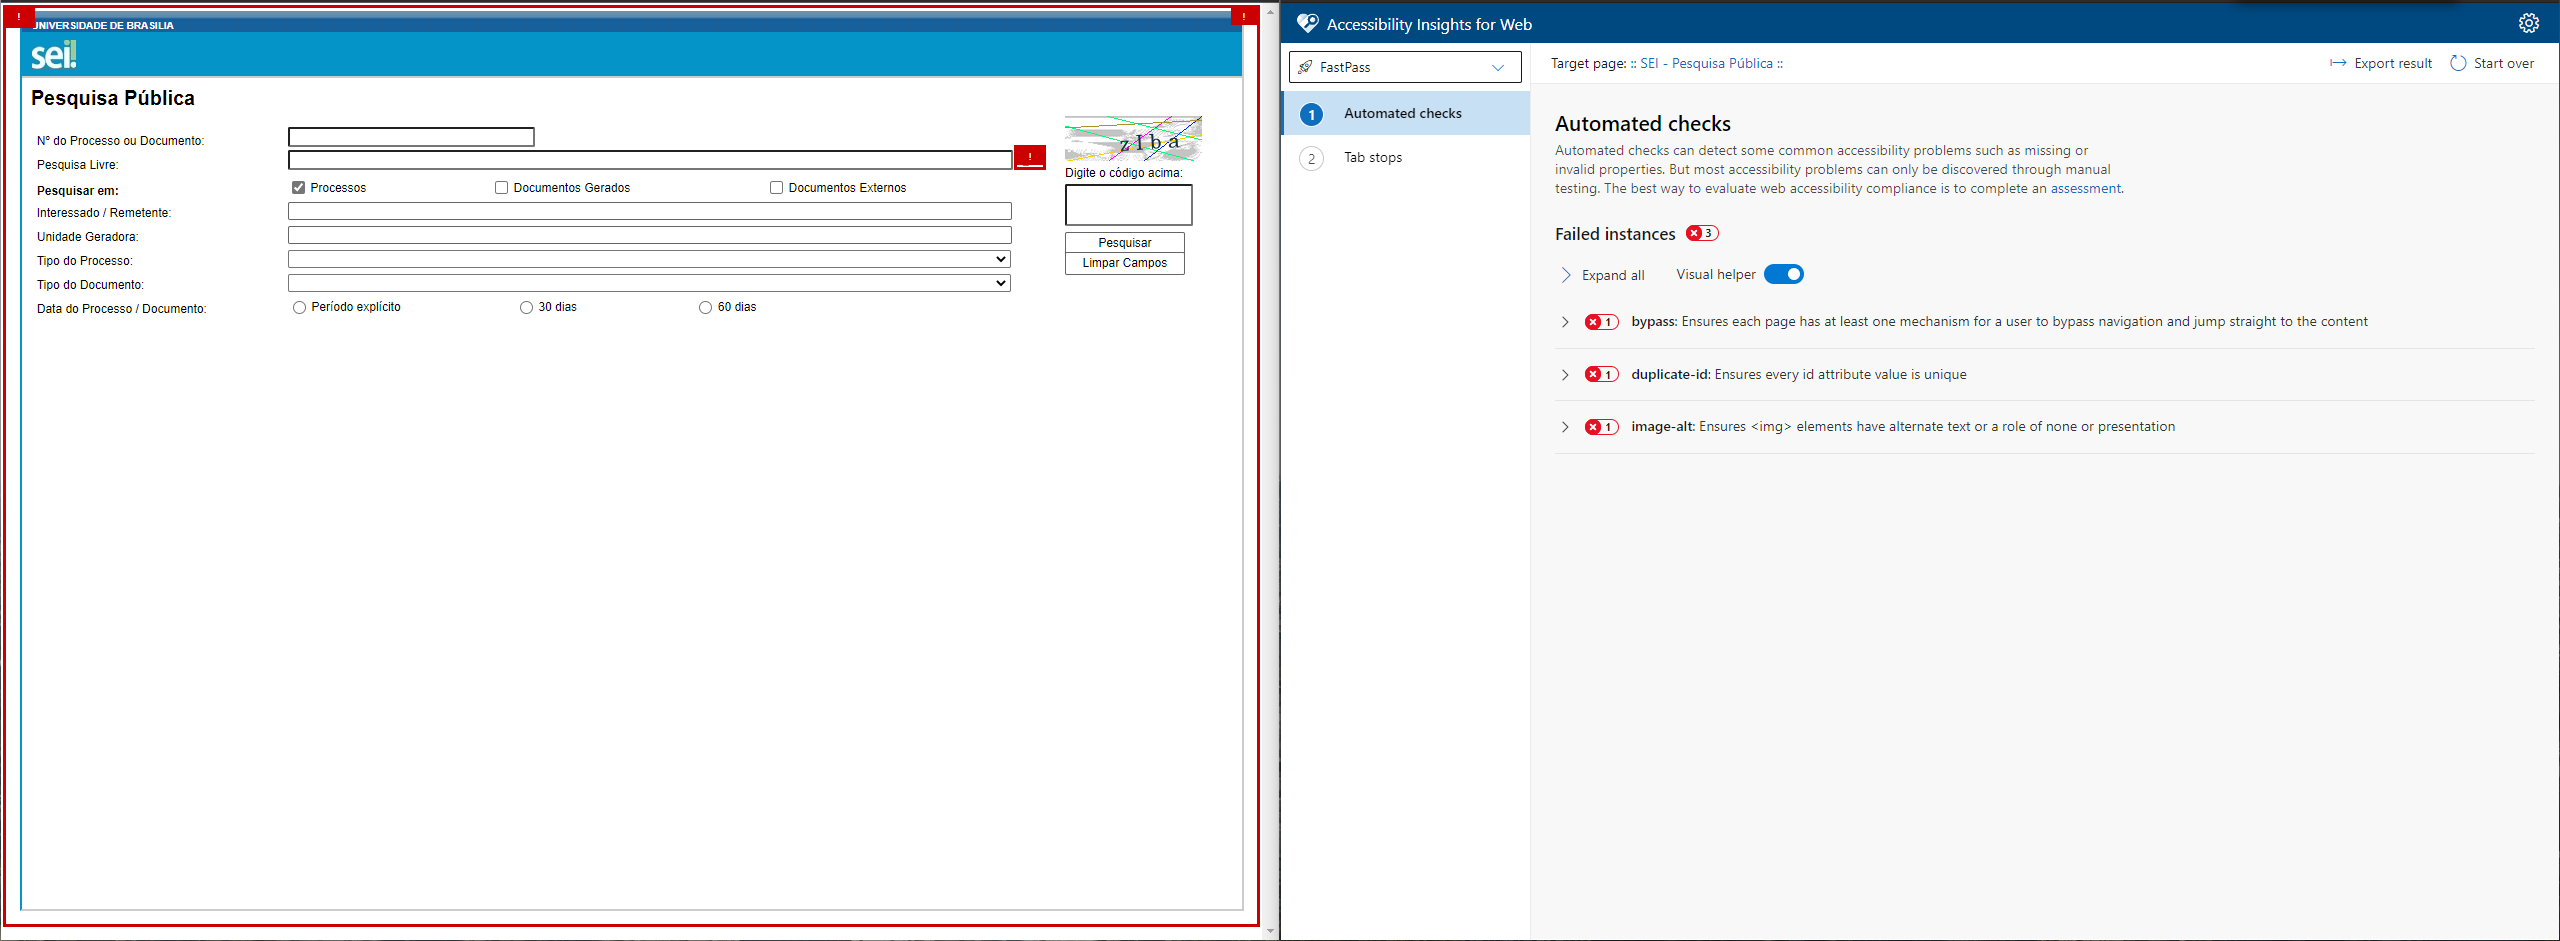 UNIVERSIDADE DE BRASILIA
sei!
Pesquisa Pública
Nº do Processo ou Documento:
Pesquisa Livre:
Pesquisar em:
Processos
Documentos Gerados
Documentos Externos
Interessado / Remetente:
Unidade Geradora:
Tipo do Processo:
Tipo do Documento:
Data do Processo / Documento:
Período explícito
30 dias
60 dias
!
!
!
Digite o código acima:
Pesquisar
Limpar Campos
Accessibility Insights for Web
FastPass
1 Automated checks
2 Tab stops
Target page: :: SEI - Pesquisa Pública ::
Export result
Start over
Automated checks
Automated checks can detect some common accessibility problems such as missing or
invalid properties. But most accessibility problems can only be discovered through manual
testing. The best way to evaluate web accessibility compliance is to complete an assessment.
Failed instances 3
Expand all
Visual helper
1 bypass: Ensures each page has at least one mechanism for a user to bypass navigation and jump straight to the content
1 duplicate-id: Ensures every id attribute value is unique
1 image-alt: Ensures <img> elements have alternate text or a role of none or presentation